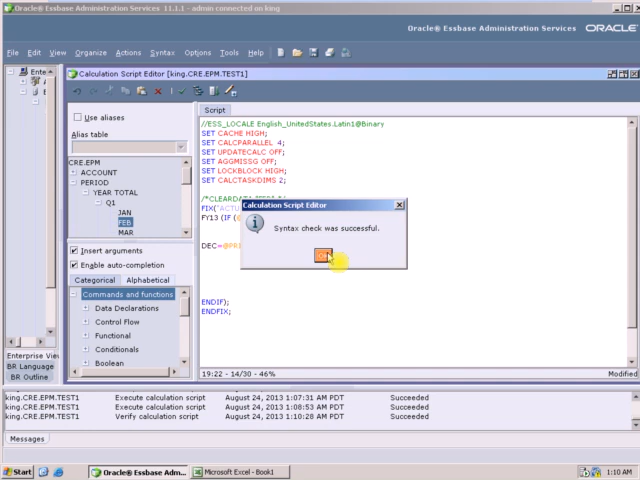 Oracle® Essbase Administration Services 11.1.1 - admin connected on king
Oracle® Essbase Administration Services ORACLE
File Edit View Organize Actions Syntax Options Tools Help
Ente
Calculation Script Editor [king.CRE.EPM.TEST1]
Use aliases
Alias table
CRE.EPM
ACCOUNT
PERIOD
YEAR TOTAL
Q1
JAN
FEB
MAR
Insert arguments
Enable auto-completion
Categorical Alphabetical
Commands and functions
Data Declarations
Control Flow
Functional
Conditionals
Boolean
Script
//ESS_LOCALE English_UnitedStates.Latin1@Binary
SET CACHE HIGH;
SET CALCPARALLEL 4;
SET UPDATECALC OFF;
SET AGGMISSG OFF;
SET LOCKBLOCK HIGH;
SET CALCTASKDIMS 2;
FIX("ACTU
FY13 (IF(
DEC=@PRI
ENDIF);
ENDFIX;
Calculation Script Editor
Syntax check was successful.
19:22 - 14/30 - 46%
Modified
Enterprise View
BR Language
BR Outline
king.CRE.EPM.TEST1 Execute calculation script August 24, 2013 1:07:31 AM PDT Succeeded
king.CRE.EPM.TEST1 Execute calculation script August 24, 2013 1:08:53 AM PDT Succeeded
king.CRE.EPM.TEST1 Verify calculation script August 24, 2013 1:10:28 AM PDT Succeeded
Messages
Start Oracle® Essbase Adm... Microsoft Excel - Book1 1:10 AM